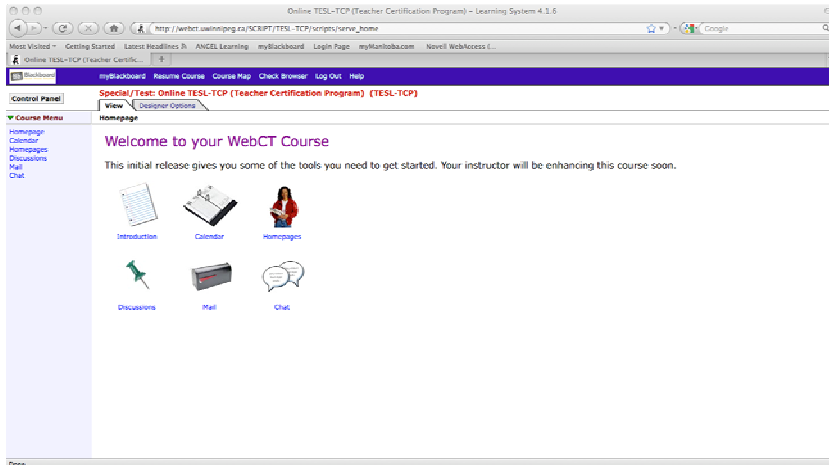 Online TESL-TCP (Teacher Certification Program) - Learning System 4.1.6
http://webct.uwinnipeg.ca/SCRIPT/TESL-TCP/scripts/serve_home
Google
Most Visited Getting Started Latest Headlines ANGEL Learning myBlackboard Login Page myManitoba.com Novell WebAccess (...
Online TESL-TCP (Teacher Certific...
Blackboard myBlackboard Resume Course Course Map Check Browser Log Out Help
Control Panel
Special/Test: Online TESL-TCP (Teacher Certification Program) (TESL-TCP)
View Designer Options
Course Menu
Homepage
Homepage
Calendar
Homepages
Discussions
Mail
Chat
Welcome to your WebCT Course
This initial release gives you some of the tools you need to get started. Your instructor will be enhancing this course soon.
Introduction Calendar Homepages
Discussions Mail Chat
Done